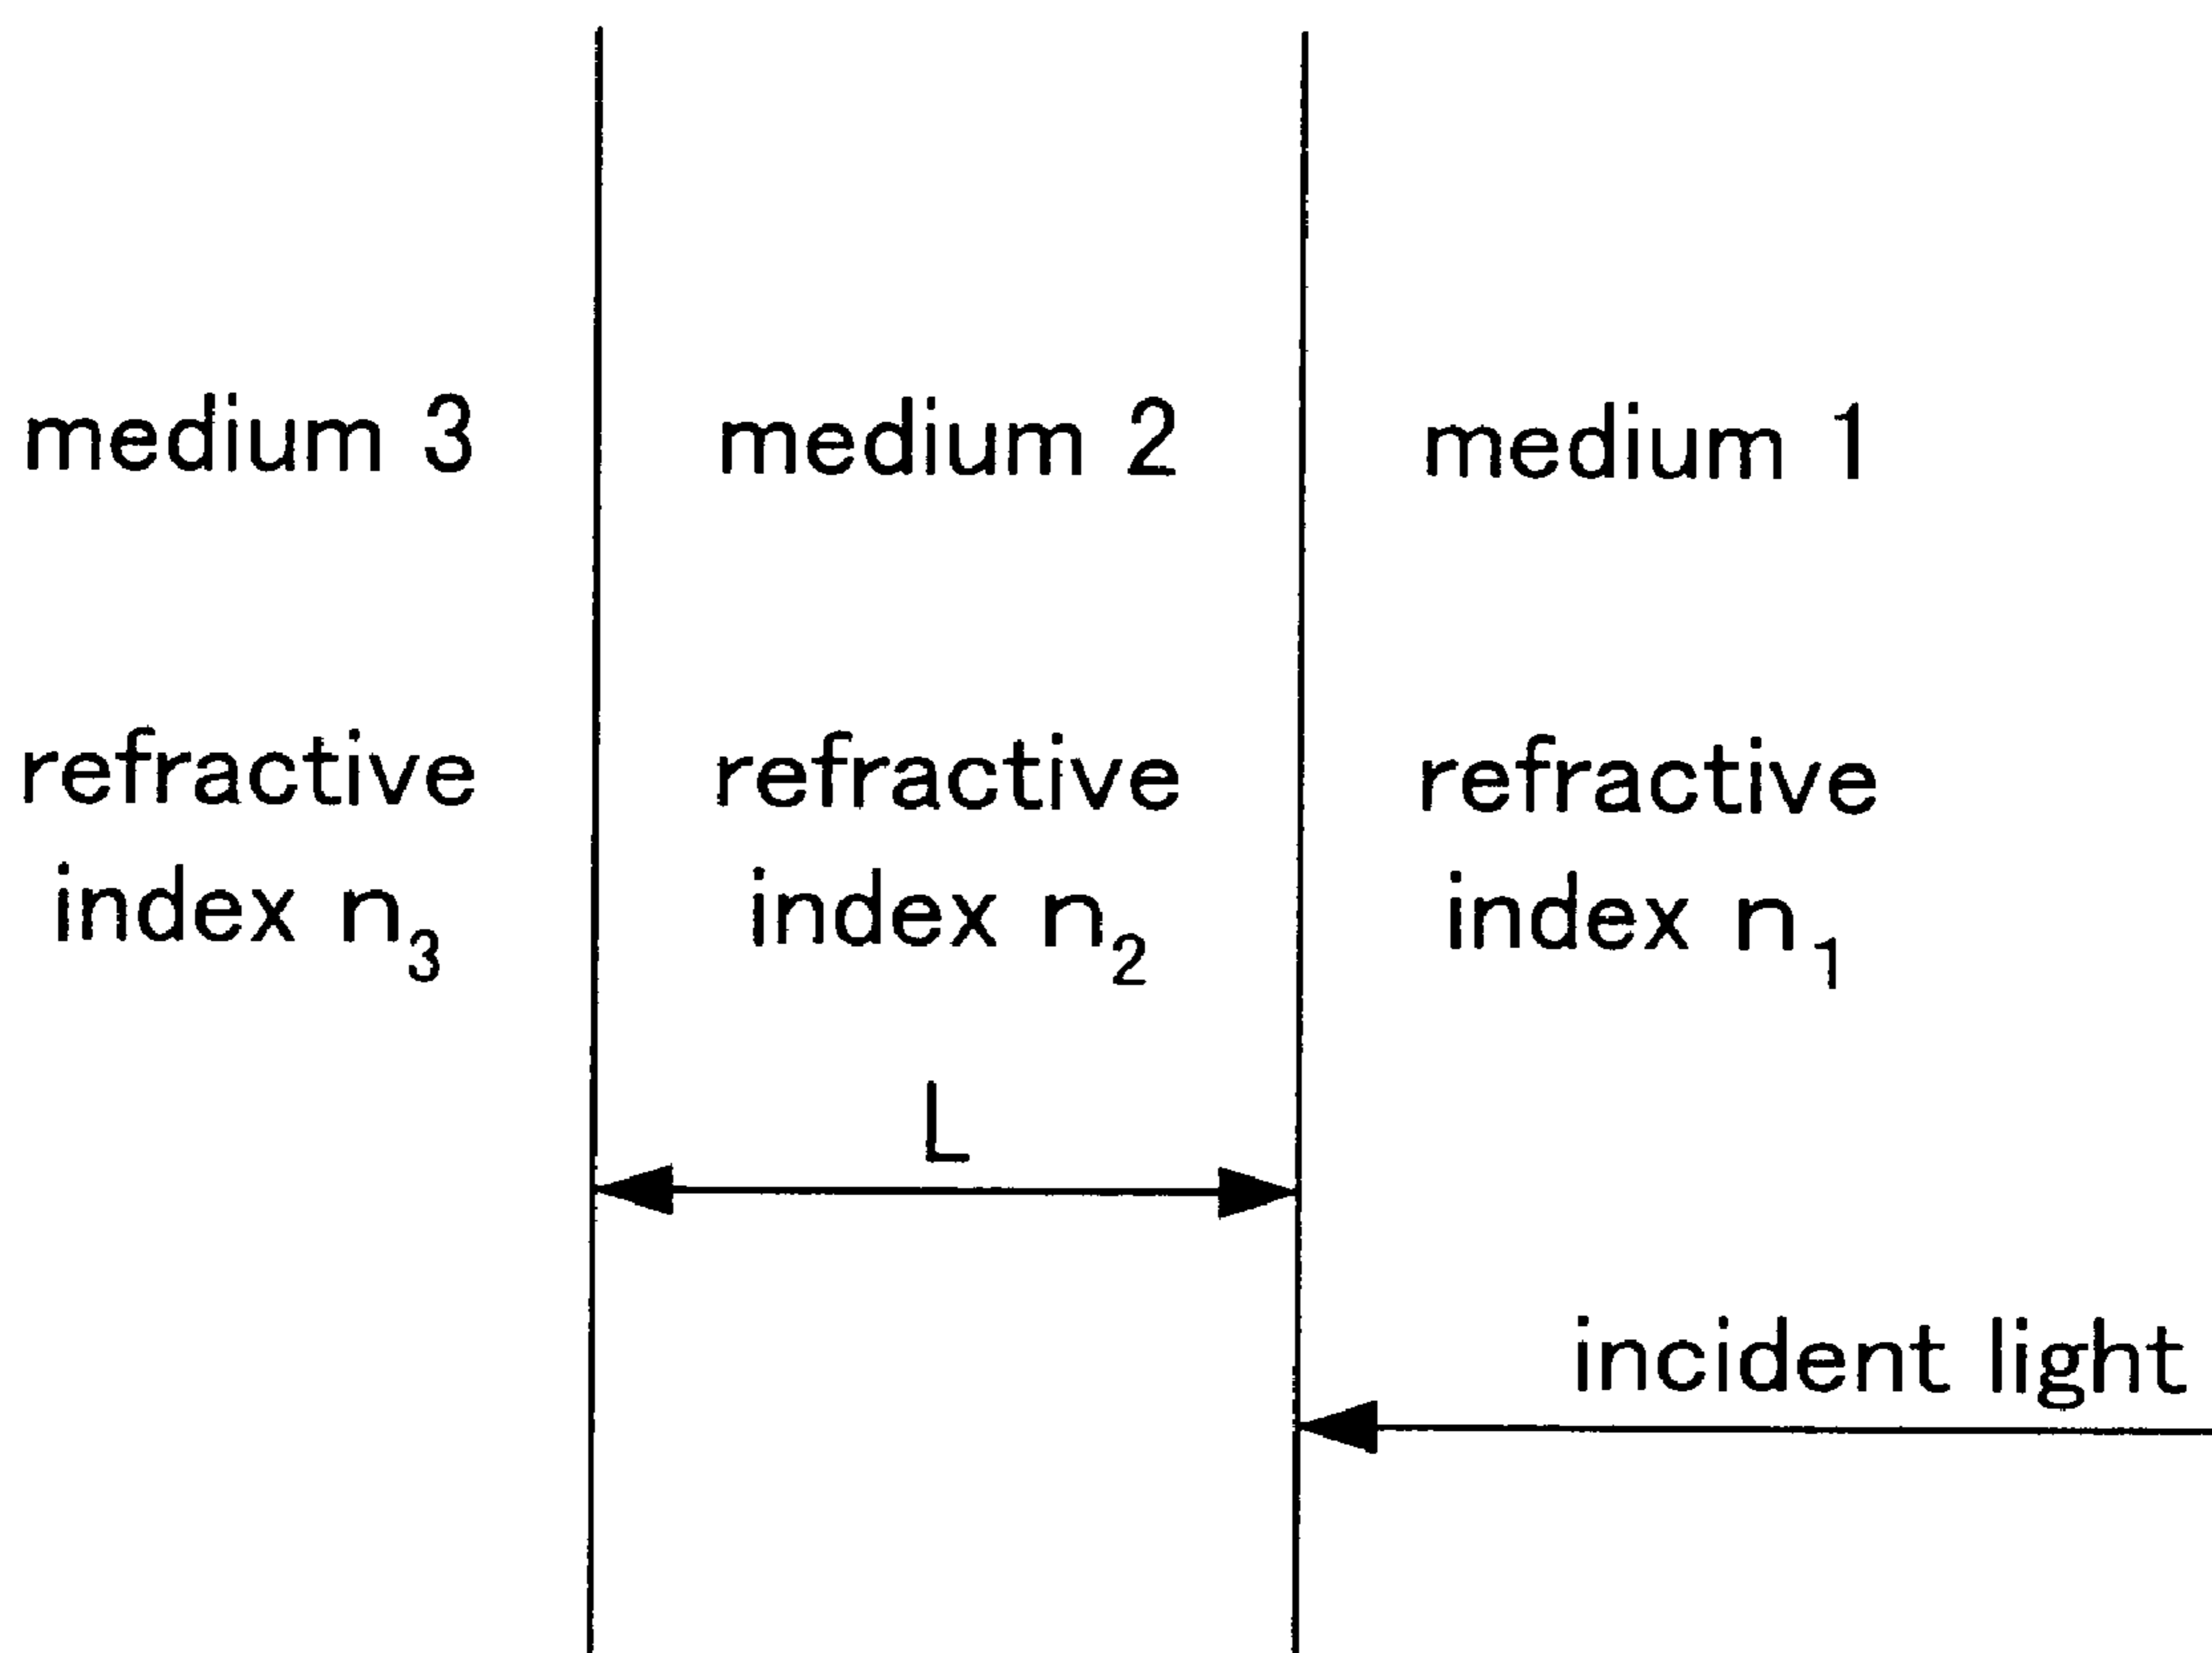 medium 3
medium 2
medium 1
refractive
index n₃
refractive
index n₂
refractive
index n₁
L
incident light